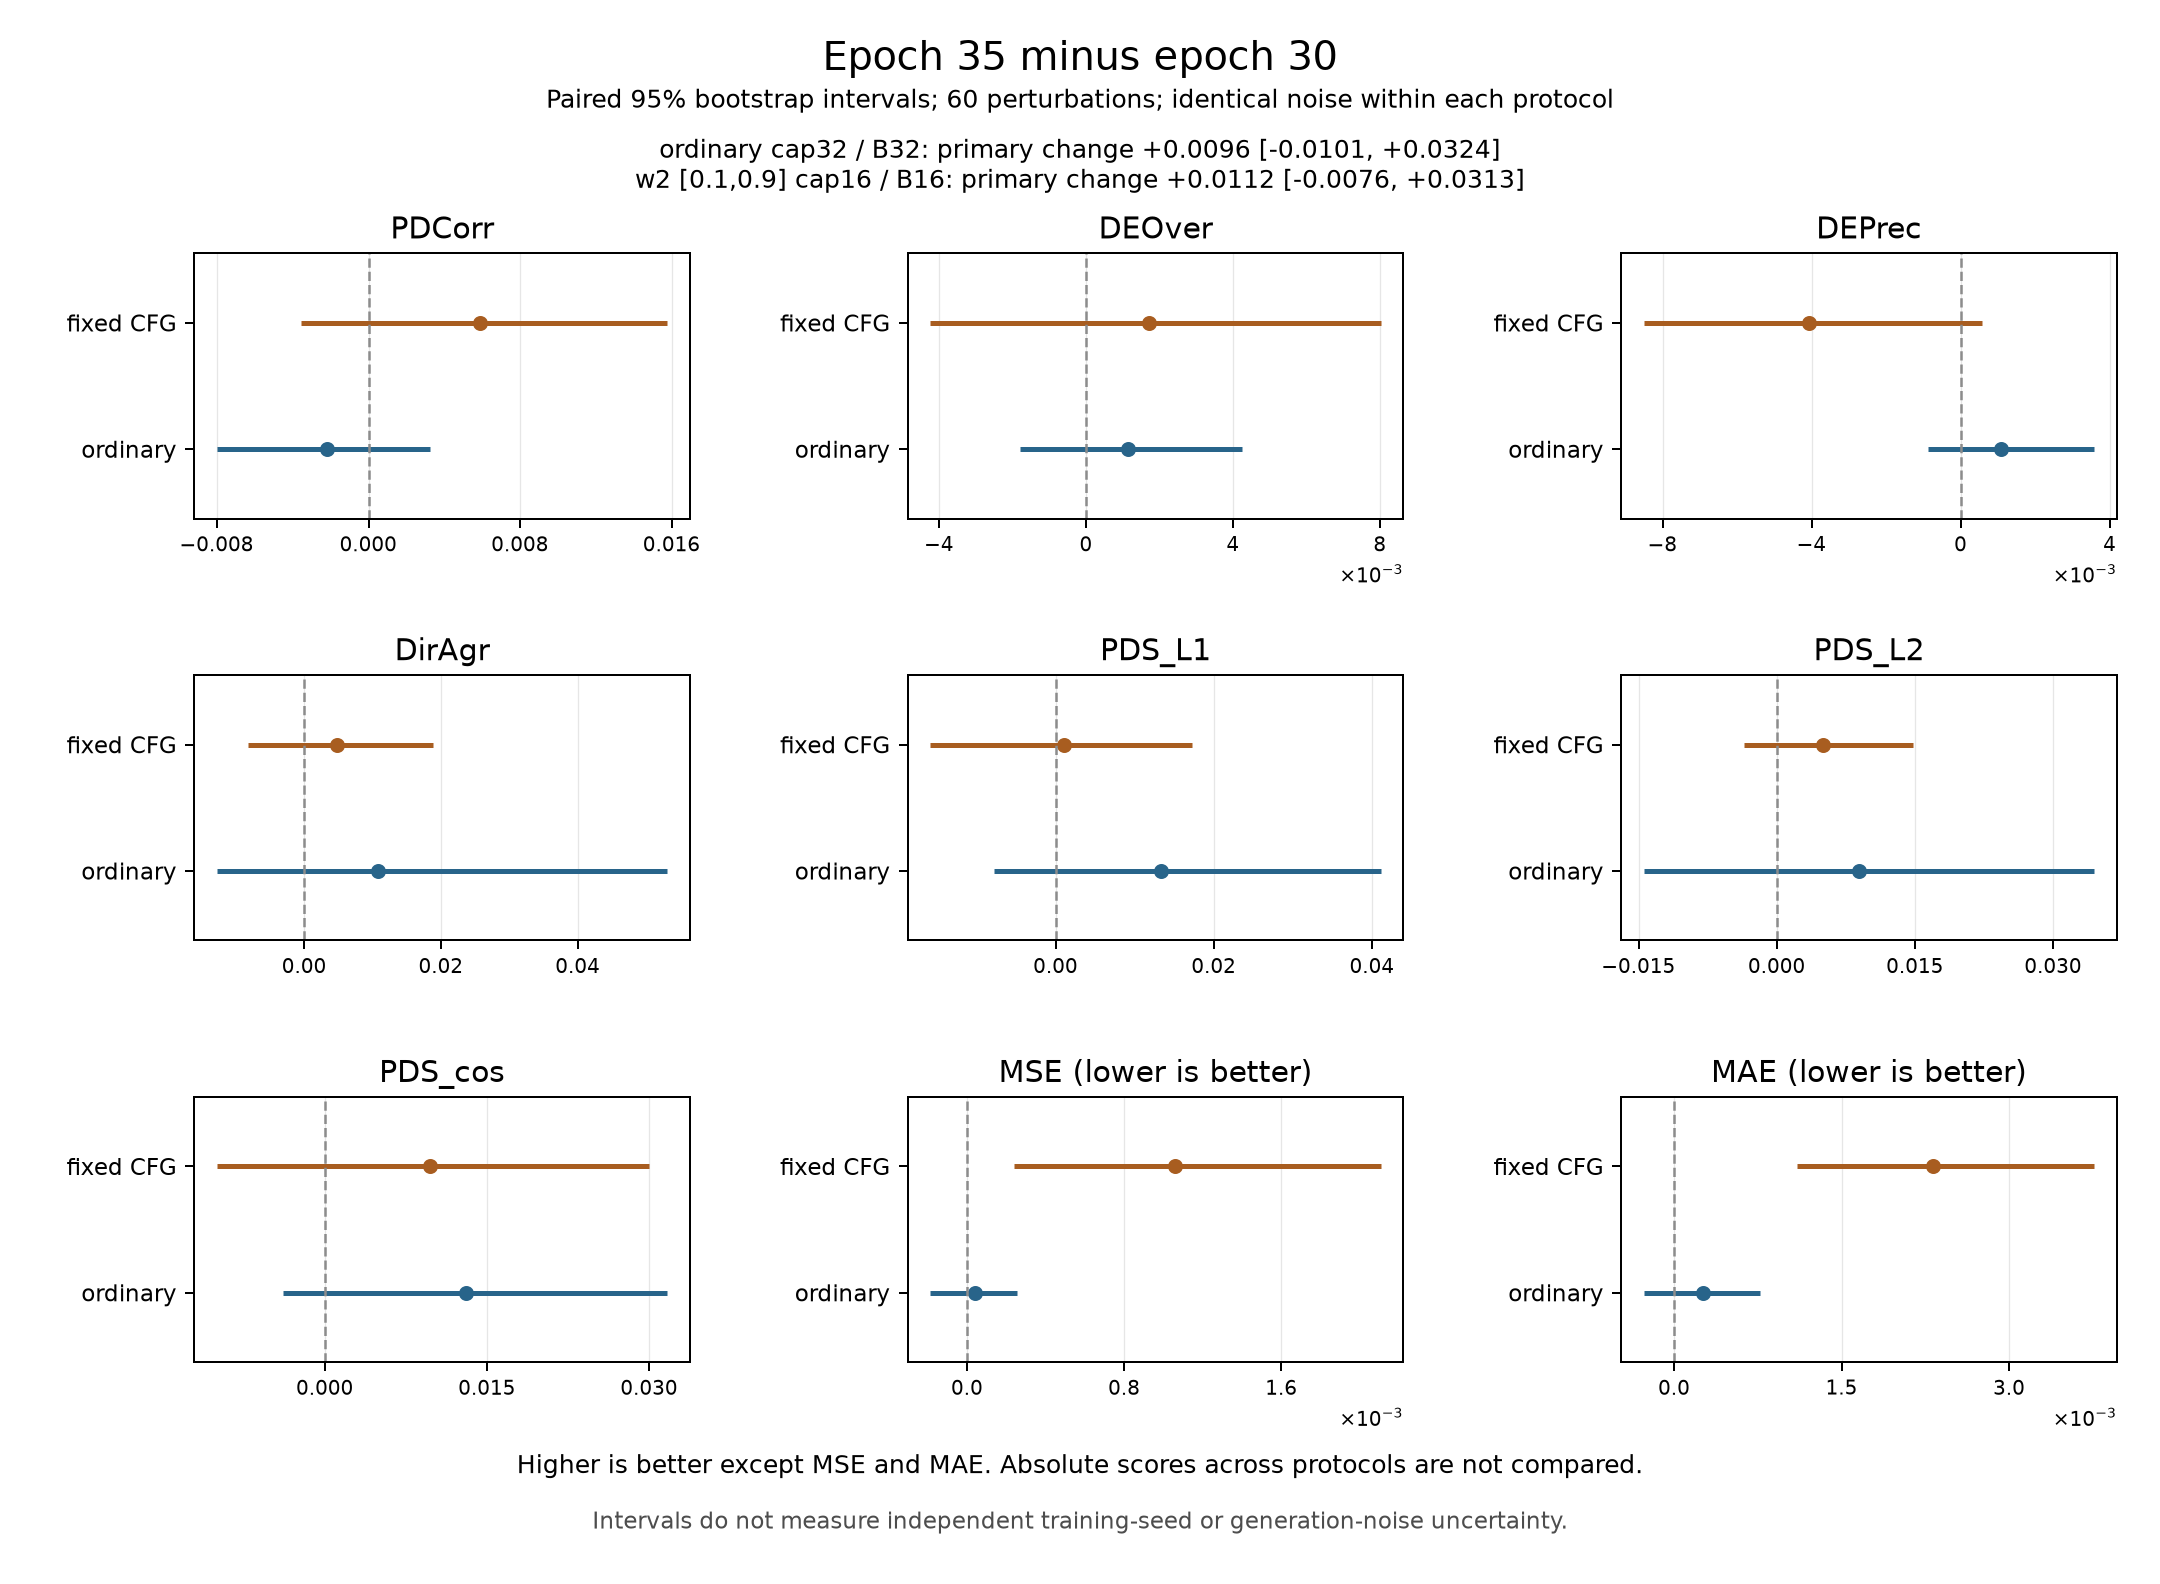 Epoch 35 minus epoch 30
Paired 95% bootstrap intervals; 60 perturbations; identical noise within each protocol
ordinary cap32 / B32: primary change +0.0096 [-0.0101, +0.0324]
w2 [0.1,0.9] cap16 / B16: primary change +0.0112 [-0.0076, +0.0313]
PDCorr
fixed CFG
ordinary
−0.008 0.000 0.008 0.016
DEOver
fixed CFG
ordinary
−4 0 4 8
×10⁻³
DEPrec
fixed CFG
ordinary
−8 −4 0 4
×10⁻³
DirAgr
fixed CFG
ordinary
0.00 0.02 0.04
PDS_L1
fixed CFG
ordinary
0.00 0.02 0.04
PDS_L2
fixed CFG
ordinary
−0.015 0.000 0.015 0.030
PDS_cos
fixed CFG
ordinary
0.000 0.015 0.030
MSE (lower is better)
fixed CFG
ordinary
0.0 0.8 1.6
×10⁻³
MAE (lower is better)
fixed CFG
ordinary
0.0 1.5 3.0
×10⁻³
Higher is better except MSE and MAE. Absolute scores across protocols are not compared.
Intervals do not measure independent training-seed or generation-noise uncertainty.